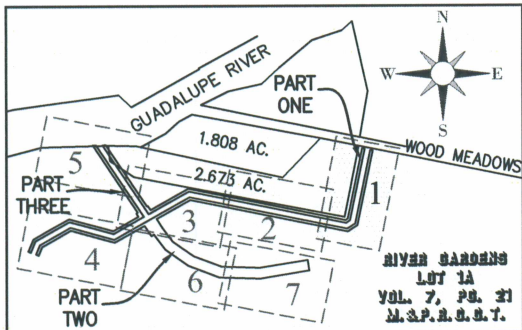 N
W
E
S
GUADALUPE RIVER
PART
ONE
WOOD MEADOWS
1.808 AC.
2.673 AC.
5
1
PART
THREE
3
2
4
6
7
PART
TWO
RIVER GARDENS
LOT 1A
VOL. 7, PG. 21
M.&P.R.G.C.T.